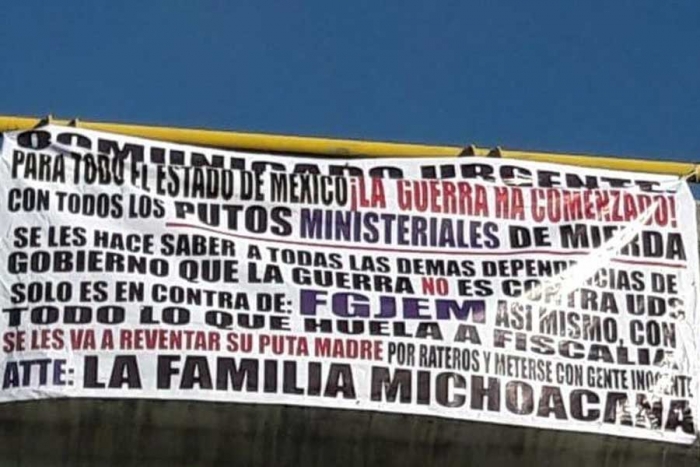 COMUNICADO URGENTE
PARA TODO EL ESTADO DE MEXICO ¡LA GUERRA HA COMENZADO!
CON TODOS LOS PUTOS MINISTERIALES DE MIERDA
SE LES HACE SABER A TODAS LAS DEMAS DEPENDENCIAS DE
GOBIERNO QUE LA GUERRA NO ES CONTRA UDS
SOLO ES EN CONTRA DE: FGJEM ASI MISMO, CON
TODO LO QUE HUELA A FISCALIA
SE LES VA A REVENTAR SU PUTA MADRE POR RATEROS Y METERSE CON GENTE INOCENTE
ATTE: LA FAMILIA MICHOACANA